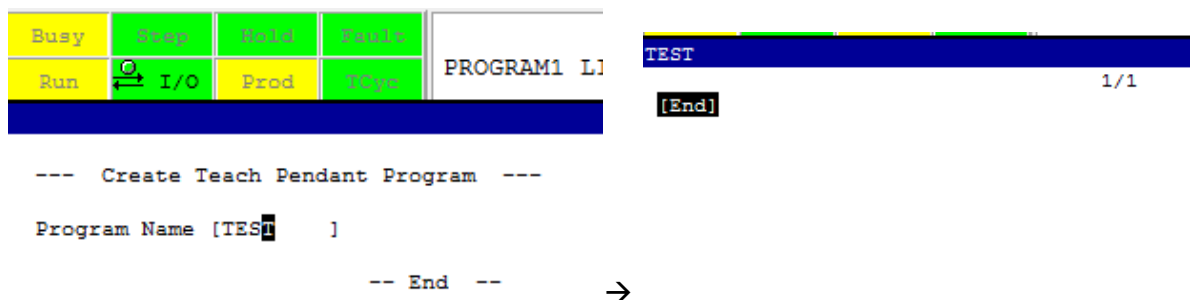 Busy Step Hold Fault
Run I/O Prod TCyc
PROGRAM1 LI
--- Create Teach Pendant Program ---
Program Name [TEST ]
-- End --
→
TEST
1/1
[End]